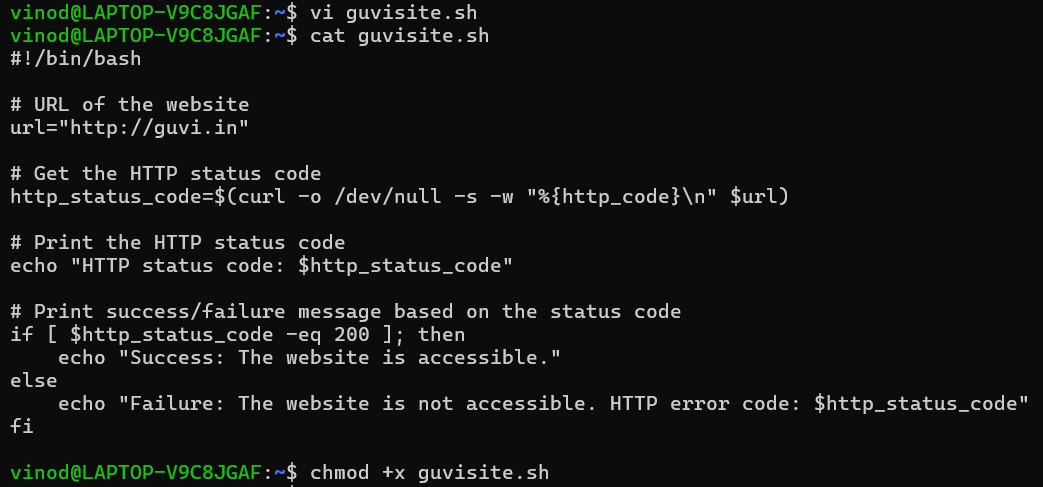 vinod@LAPTOP-V9C8JGAF:~$ vi guvisite.sh
vinod@LAPTOP-V9C8JGAF:~$ cat guvisite.sh
#!/bin/bash

# URL of the website
url="http://guvi.in"

# Get the HTTP status code
http_status_code=$(curl -o /dev/null -s -w "%{http_code}\n" $url)

# Print the HTTP status code
echo "HTTP status code: $http_status_code"

# Print success/failure message based on the status code
if [ $http_status_code -eq 200 ]; then
    echo "Success: The website is accessible."
else
    echo "Failure: The website is not accessible. HTTP error code: $http_status_code"
fi

vinod@LAPTOP-V9C8JGAF:~$ chmod +x guvisite.sh